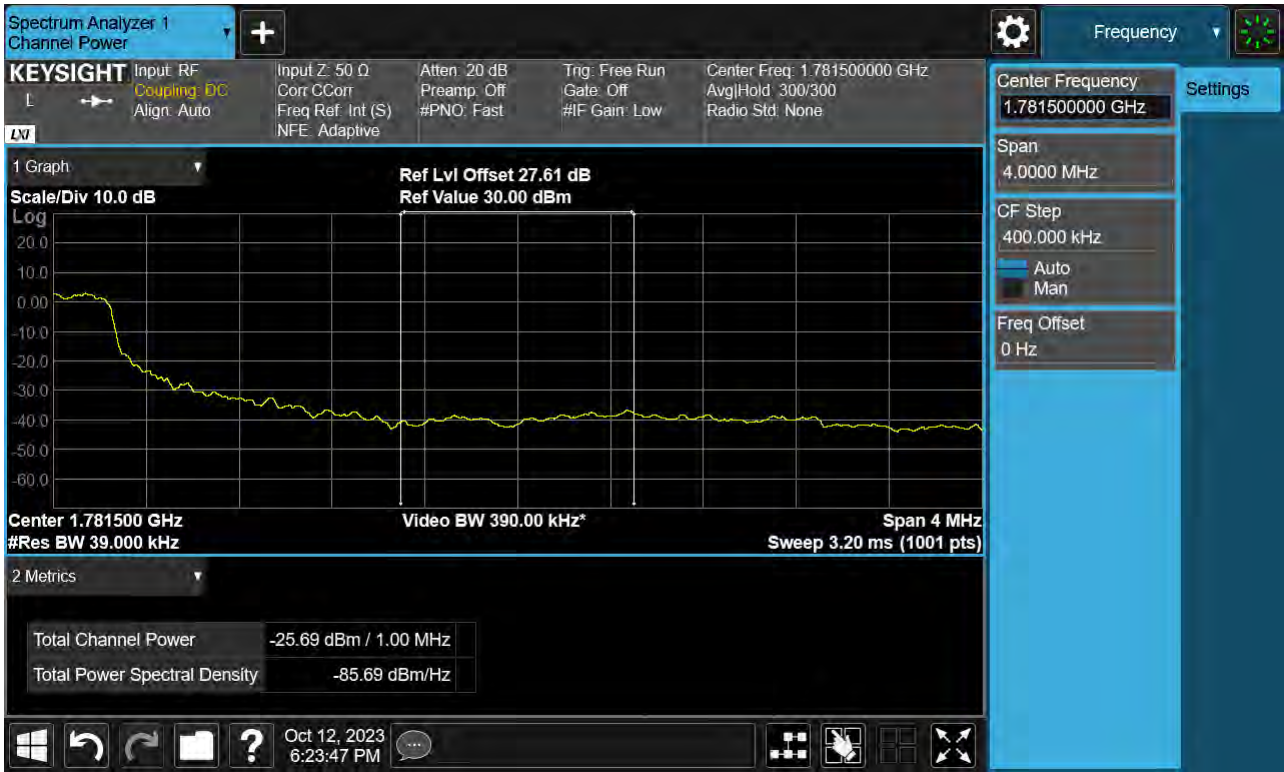 Spectrum Analyzer 1
Channel Power
Frequency
KEYSIGHT
L
LXI
Input: RF
Coupling: DC
Align: Auto
Input Z: 50 Ω
Corr CCorr
Freq Ref: Int (S)
NFE: Adaptive
Atten: 20 dB
Preamp: Off
#PNO: Fast
Trig: Free Run
Gate: Off
#IF Gain: Low
Center Freq: 1.781500000 GHz
Avg|Hold: 300/300
Radio Std: None
Center Frequency
1.781500000 GHz
Settings
Span
4.0000 MHz
CF Step
400.000 kHz
Auto
Man
Freq Offset
0 Hz
1 Graph
Scale/Div 10.0 dB
Ref Lvl Offset 27.61 dB
Ref Value 30.00 dBm
Log
20.0
10.0
0.00
-10.0
-20.0
-30.0
-40.0
-50.0
-60.0
Center 1.781500 GHz
#Res BW 39.000 kHz
Video BW 390.00 kHz*
Span 4 MHz
Sweep 3.20 ms (1001 pts)
2 Metrics
Total Channel Power -25.69 dBm / 1.00 MHz
Total Power Spectral Density -85.69 dBm/Hz
?
Oct 12, 2023
6:23:47 PM